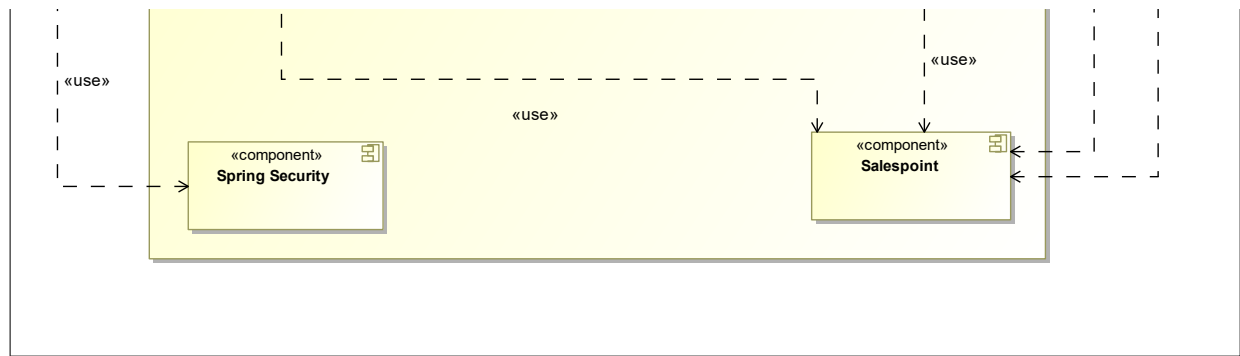 «use»
«use»
«use»
«component»
Salespoint
«component»
Spring Security